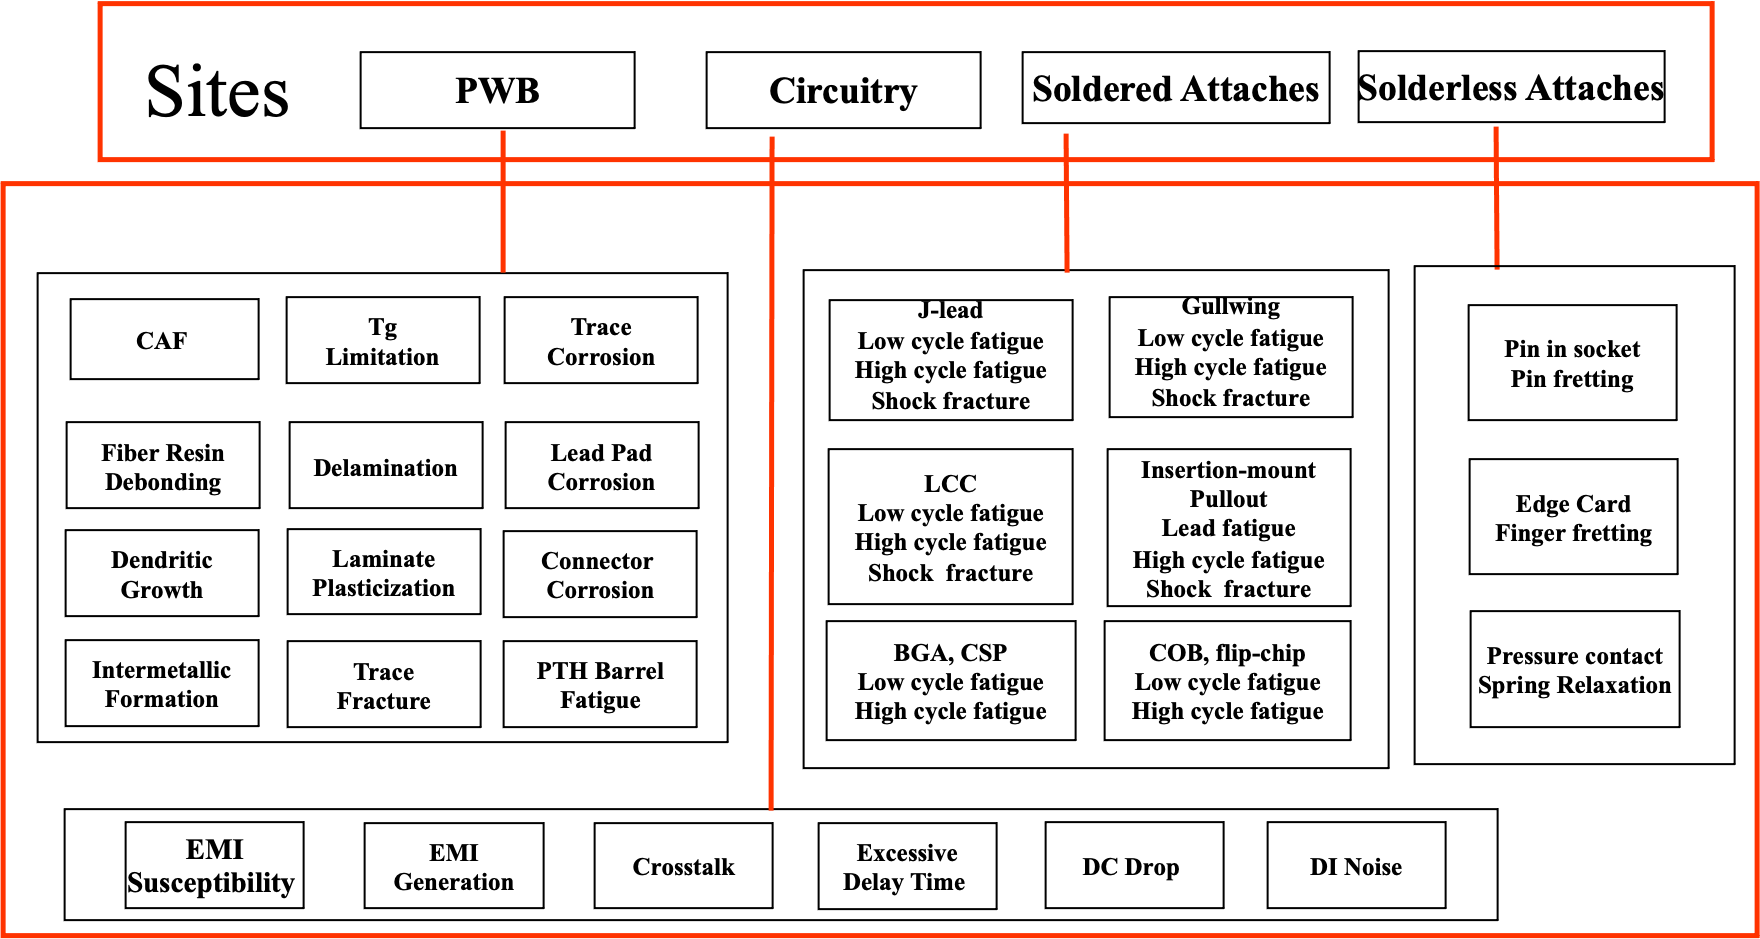 Sites
PWB
Circuitry
Soldered Attaches
Solderless Attaches
CAF
Tg
Limitation
Trace
Corrosion
Fiber Resin
Debonding
Delamination
Lead Pad
Corrosion
Dendritic
Growth
Laminate
Plasticization
Connector
Corrosion
Intermetallic
Formation
Trace
Fracture
PTH Barrel
Fatigue
J-lead
Low cycle fatigue
High cycle fatigue
Shock fracture
Gullwing
Low cycle fatigue
High cycle fatigue
Shock fracture
LCC
Low cycle fatigue
High cycle fatigue
Shock  fracture
Insertion-mount
Pullout
Lead fatigue
High cycle fatigue
Shock  fracture
BGA, CSP
Low cycle fatigue
High cycle fatigue
COB, flip-chip
Low cycle fatigue
High cycle fatigue
Pin in socket
Pin fretting
Edge Card
Finger fretting
Pressure contact
Spring Relaxation
EMI
Susceptibility
EMI
Generation
Crosstalk
Excessive
Delay Time
DC Drop
DI Noise